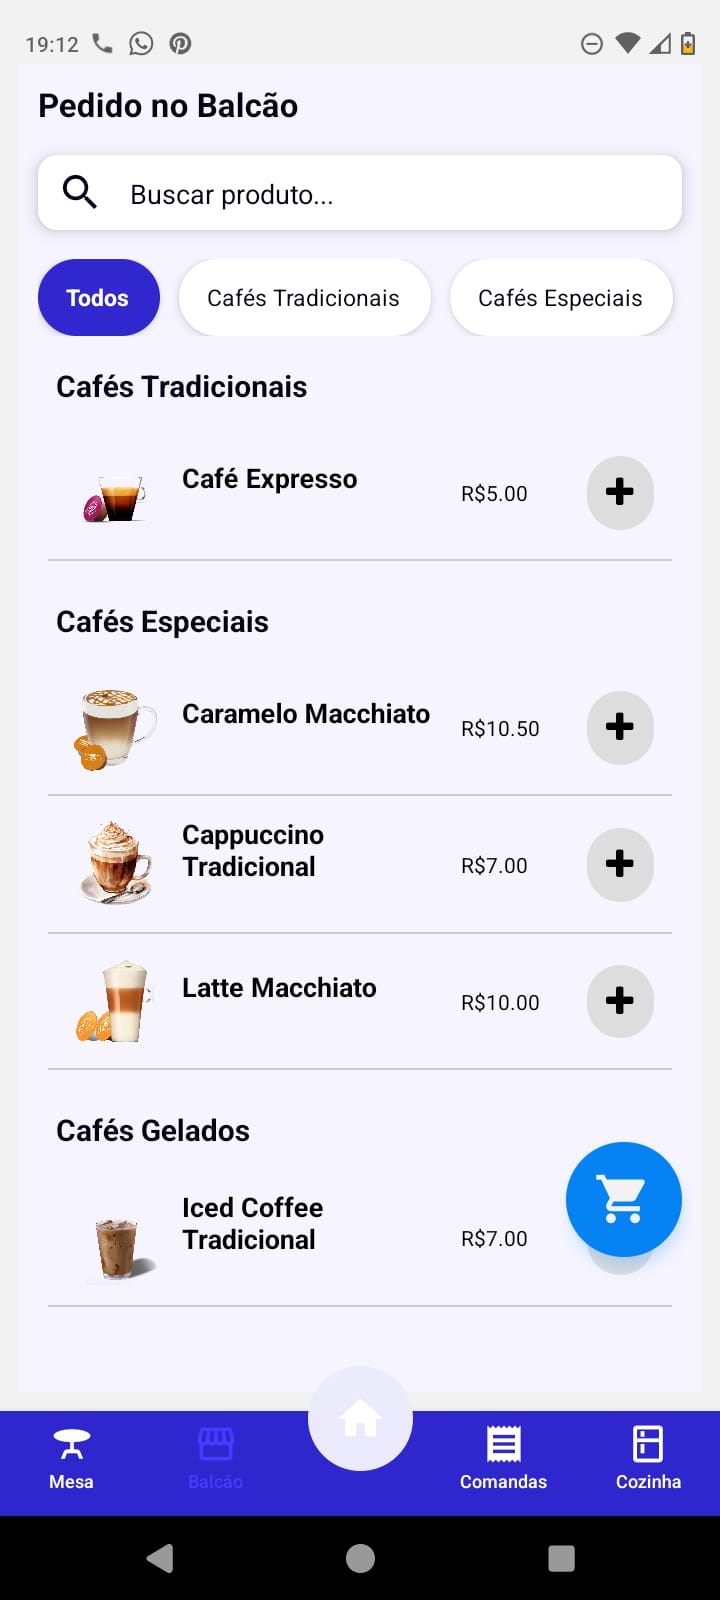 19:12
Pedido no Balcão
Buscar produto...
Todos
Cafés Tradicionais
Cafés Especiais
Cafés Tradicionais
Café Expresso
R$5.00
Cafés Especiais
Caramelo Macchiato
R$10.50
Cappuccino
Tradicional
R$7.00
Latte Macchiato
R$10.00
Cafés Gelados
Iced Coffee
Tradicional
R$7.00
Mesa
Balcão
Comandas
Cozinha